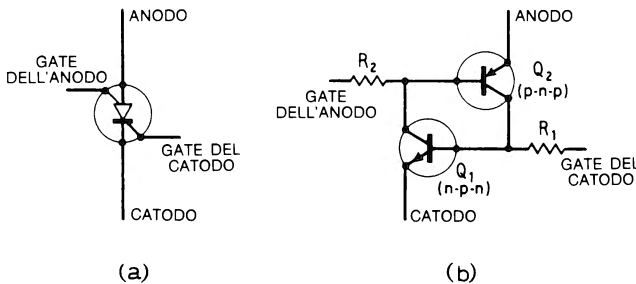 ANODO
GATE
DELL'ANODO
GATE DEL
CATODO
CATODO
(a)
ANODO
R2
Q2
(p-n-p)
GATE
DELL'ANODO
R1
GATE DEL
CATODO
Q1
(n-p-n)
CATODO
(b)